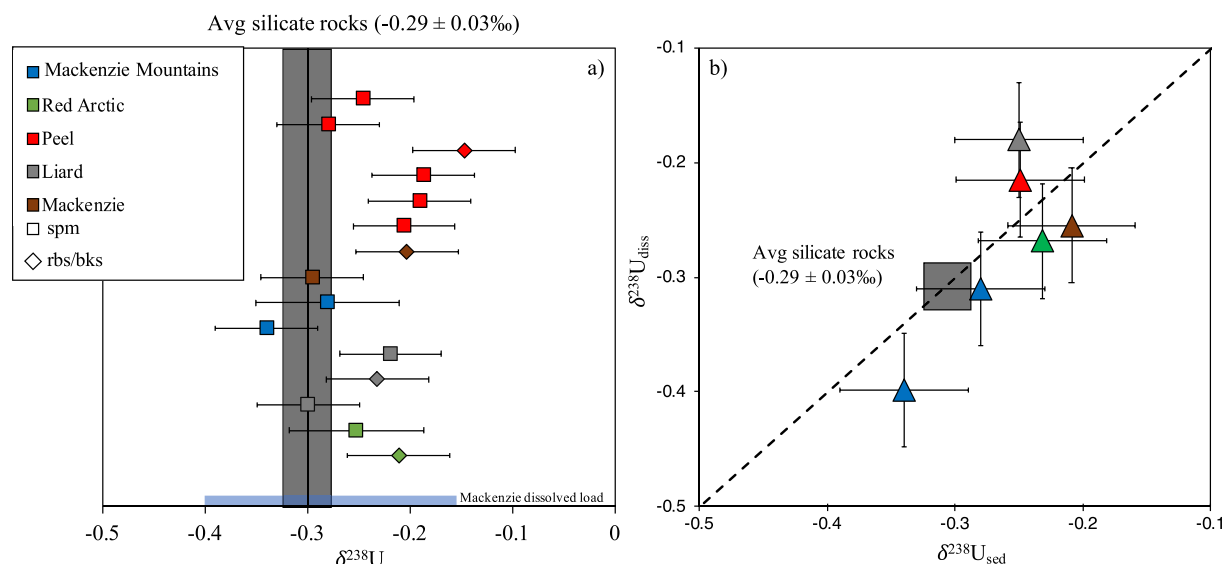 Avg silicate rocks (-0.29 ± 0.03‰)
a)
Mackenzie Mountains
Red Arctic
Peel
Liard
Mackenzie
spm
rbs/bks
Mackenzie dissolved load
-0.5 -0.4 -0.3 -0.2 -0.1 0
δ238U
b)
-0.1
-0.2
-0.3
-0.4
-0.5
δ238Udiss
Avg silicate rocks
(-0.29 ± 0.03‰)
-0.5 -0.4 -0.3 -0.2 -0.1
δ238Used